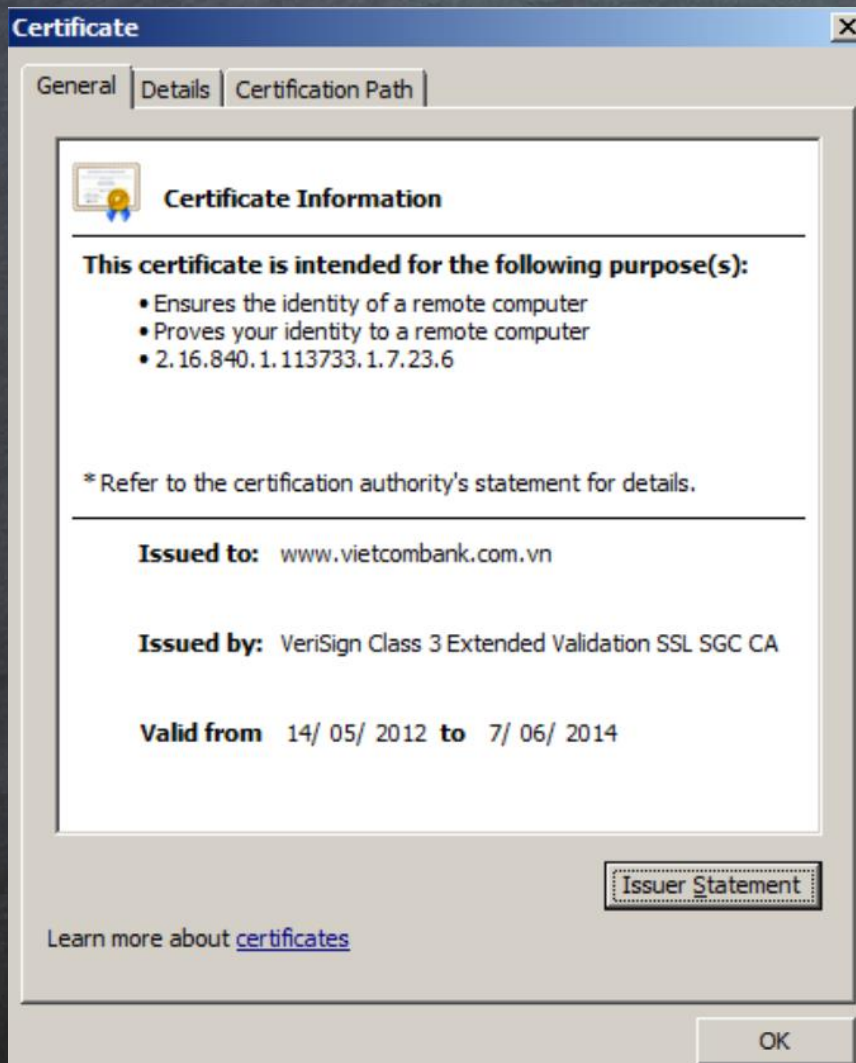 Certificate
General Details Certification Path
Certificate Information
This certificate is intended for the following purpose(s):
• Ensures the identity of a remote computer
• Proves your identity to a remote computer
• 2.16.840.1.113733.1.7.23.6
* Refer to the certification authority's statement for details.
Issued to: www.vietcombank.com.vn
Issued by: VeriSign Class 3 Extended Validation SSL SGC CA
Valid from 14/ 05/ 2012 to 7/ 06/ 2014
Issuer Statement
Learn more about certificates
OK